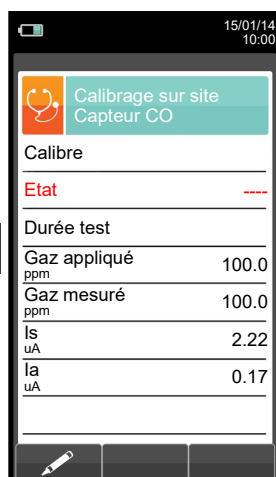 15/01/14
10:00
Calibrage sur site
Capteur CO
Calibre
Etat ----
Durée test
Gaz appliqué 100.0
ppm
Gaz mesuré 100.0
ppm
Is 2.22
uA
Ia 0.17
uA